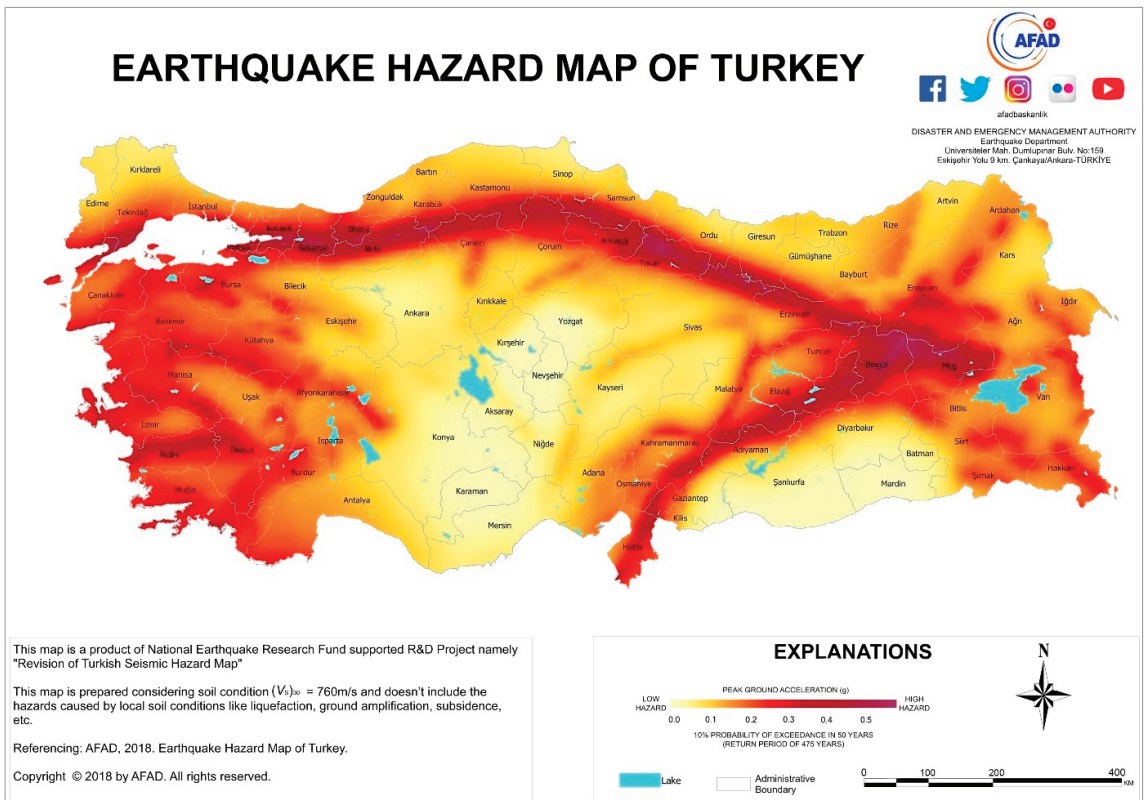 EARTHQUAKE HAZARD MAP OF TURKEY
AFAD
afadbaskanlik
DISASTER AND EMERGENCY MANAGEMENT AUTHORITY
Earthquake Department
Üniversiteler Mah. Dumlupınar Bulv. No:159
Eskişehir Yolu 9 km. Çankaya/Ankara-TÜRKİYE
Kırklareli
Edirne
Tekirdağ
İstanbul
Kocaeli
Yalova
Sakarya
Düzce
Bolu
Zonguldak
Bartın
Karabük
Kastamonu
Sinop
Samsun
Çankırı
Çorum
Amasya
Tokat
Ordu
Giresun
Trabzon
Gümüşhane
Bayburt
Rize
Artvin
Ardahan
Kars
Iğdır
Ağrı
Erzurum
Erzincan
Çanakkale
Bursa
Bilecik
Balıkesir
Kütahya
Eskişehir
Ankara
Kırıkkale
Yozgat
Kırşehir
Sivas
Nevşehir
Kayseri
Aksaray
Manisa
Uşak
Afyonkarahisar
İzmir
Aydın
Denizli
Isparta
Burdur
Muğla
Antalya
Konya
Karaman
Mersin
Niğde
Adana
Osmaniye
Kahramanmaraş
Hatay
Gaziantep
Kilis
Adıyaman
Malatya
Elazığ
Tunceli
Bingöl
Muş
Bitlis
Van
Siirt
Hakkari
Şırnak
Diyarbakır
Batman
Mardin
Şanlıurfa
This map is a product of National Earthquake Research Fund supported R&D Project namely
"Revision of Turkish Seismic Hazard Map"
This map is prepared considering soil condition (Vs)30 = 760m/s and doesn't include the
hazards caused by local soil conditions like liquefaction, ground amplification, subsidence,
etc.
Referencing: AFAD, 2018. Earthquake Hazard Map of Turkey.
Copyright © 2018 by AFAD. All rights reserved.
EXPLANATIONS
PEAK GROUND ACCELERATION (g)
LOW HAZARD
HIGH HAZARD
0.0 0.1 0.2 0.3 0.4 0.5
10% PROBABILITY OF EXCEEDANCE IN 50 YEARS
(RETURN PERIOD OF 475 YEARS)
N
Lake
Administrative
Boundary
0 100 200 400
KM